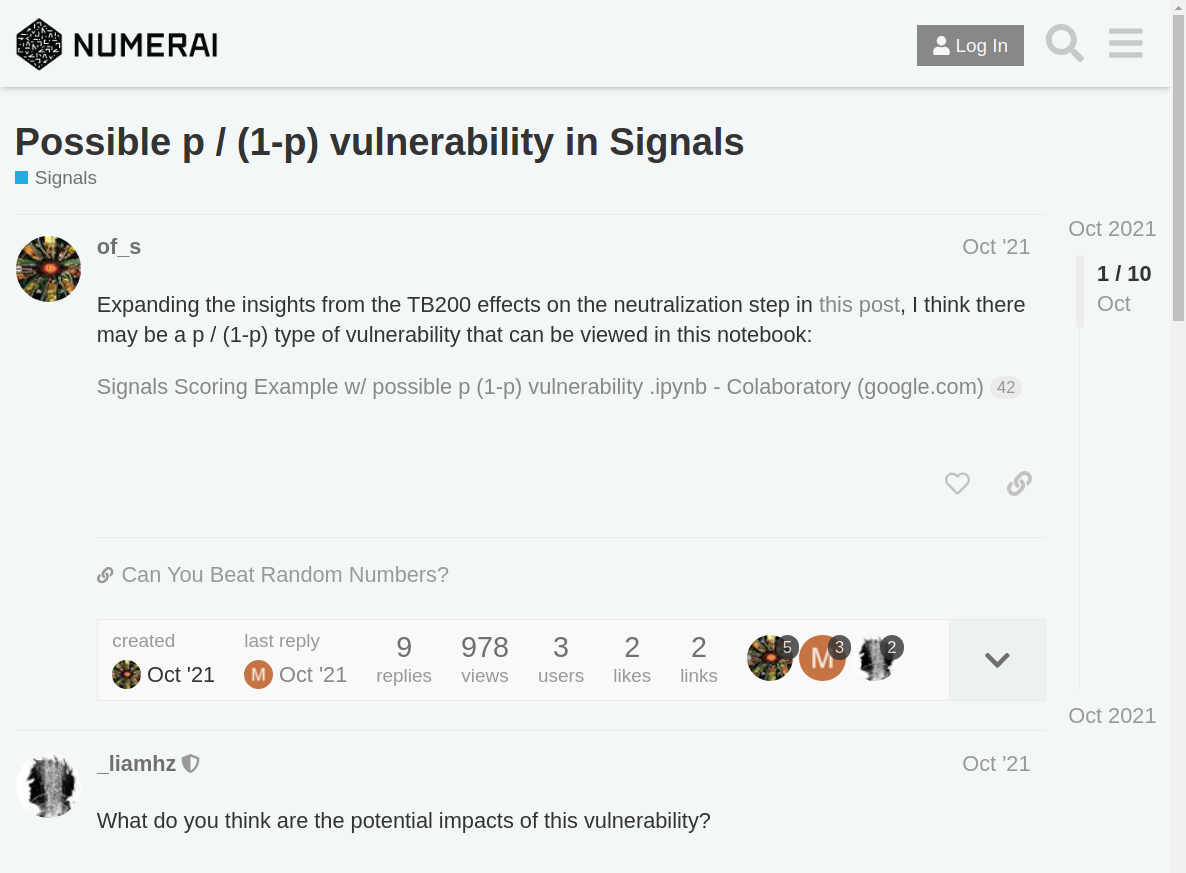 NUMERAI
Log In
Possible p / (1-p) vulnerability in Signals
Signals
of_s
Oct '21
Expanding the insights from the TB200 effects on the neutralization step in this post, I think there
may be a p / (1-p) type of vulnerability that can be viewed in this notebook:
Signals Scoring Example w/ possible p (1-p) vulnerability .ipynb - Colaboratory (google.com) 42
Can You Beat Random Numbers?
created
Oct '21
last reply
M Oct '21
9
replies
978
views
3
users
2
likes
2
links
5
M 3
2
_liamhz
Oct '21
What do you think are the potential impacts of this vulnerability?
Oct 2021
1 / 10
Oct
Oct 2021